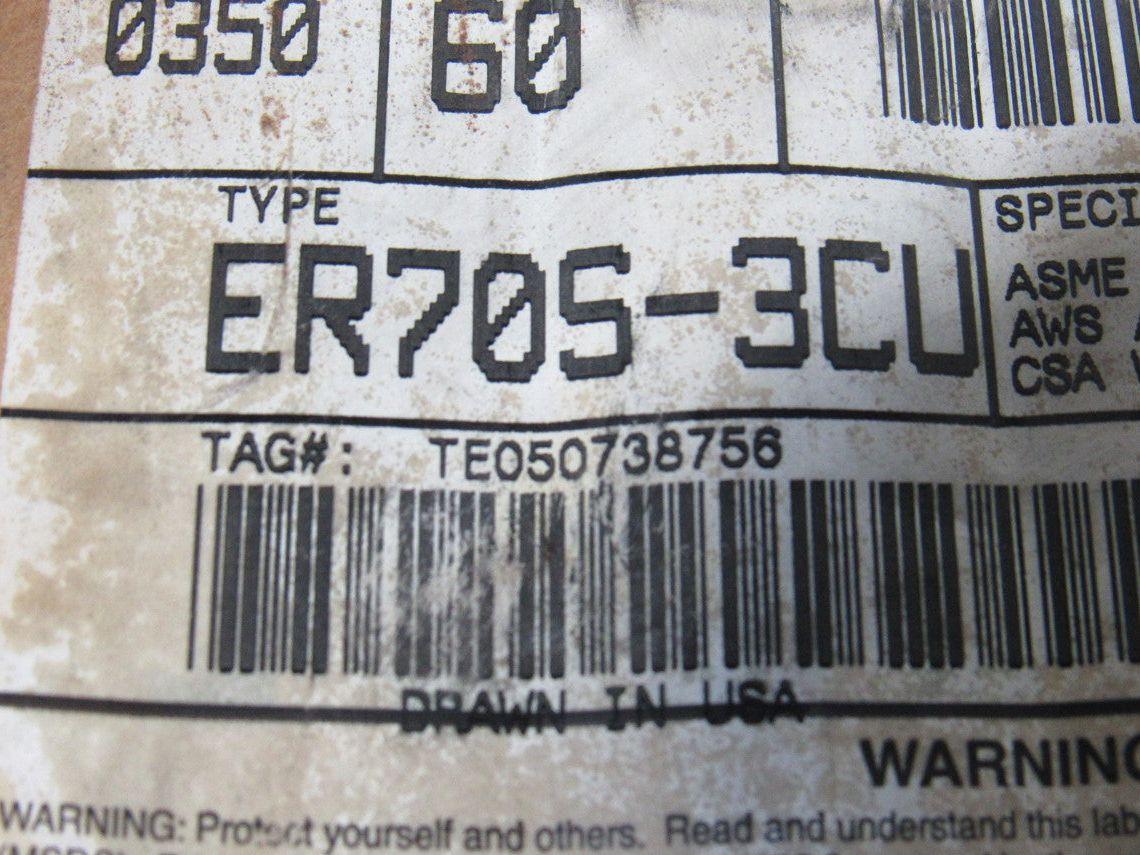 0350 60
TYPE
ER70S-3CU
SPECI
ASME
AWS
CSA
TAG#: TE050738756
DRAWN IN USA
WARNING
WARNING: Protect yourself and others. Read and understand this lab